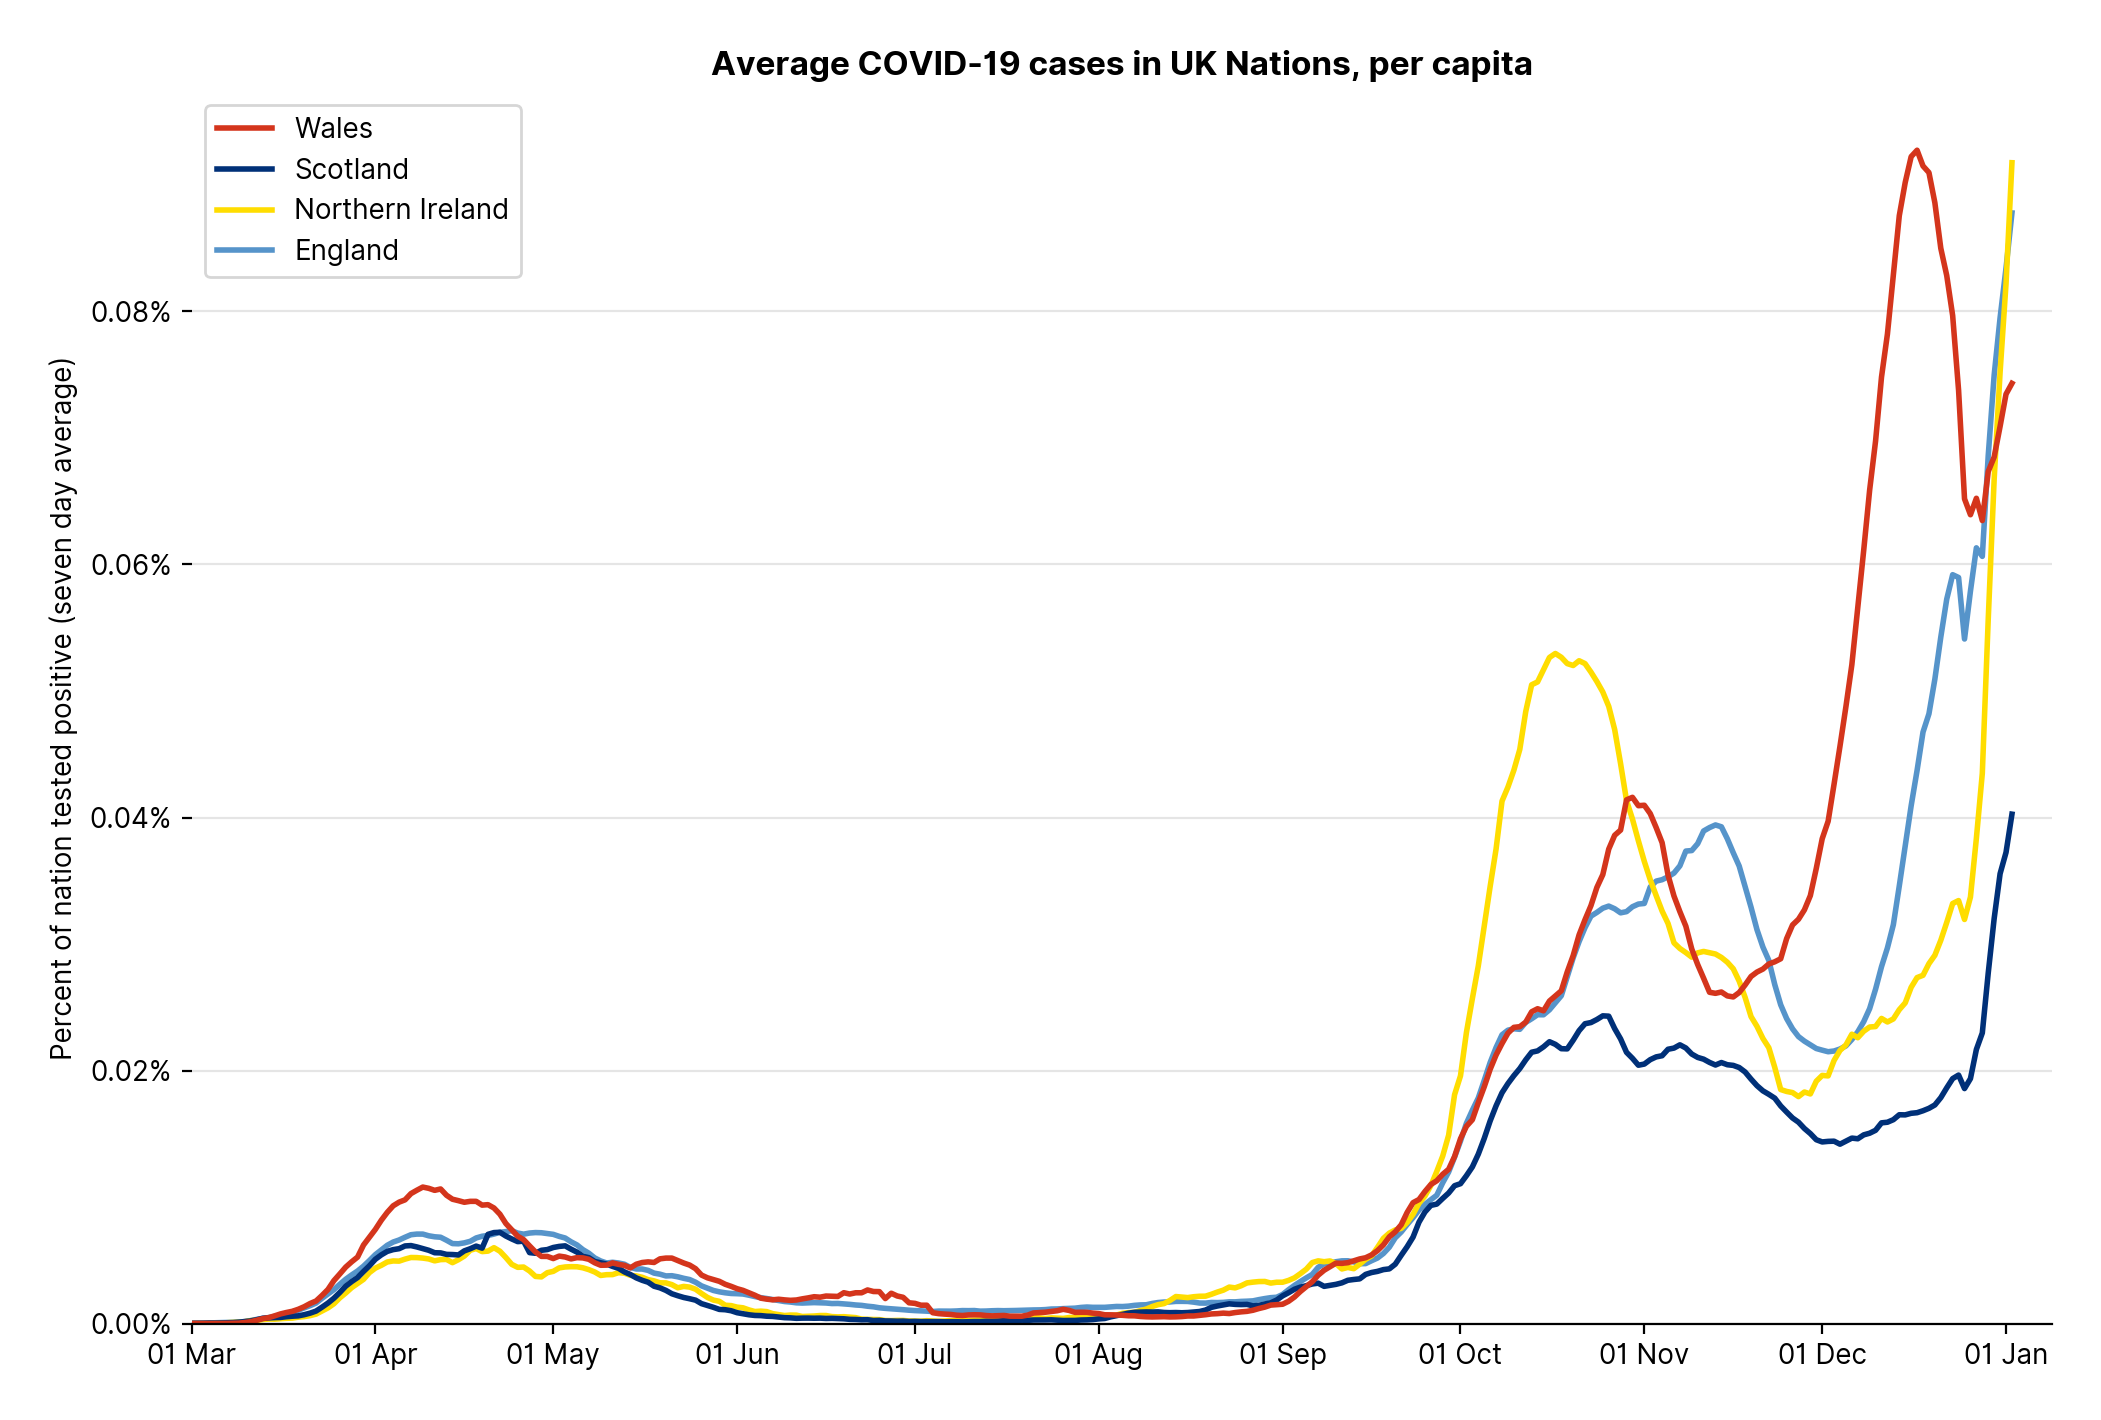 Average COVID-19 cases in UK Nations, per capita
Wales
Scotland
Northern Ireland
England
Percent of nation tested positive (seven day average)
0.08%
0.06%
0.04%
0.02%
0.00%
01 Mar 01 Apr 01 May 01 Jun 01 Jul 01 Aug 01 Sep 01 Oct 01 Nov 01 Dec 01 Jan